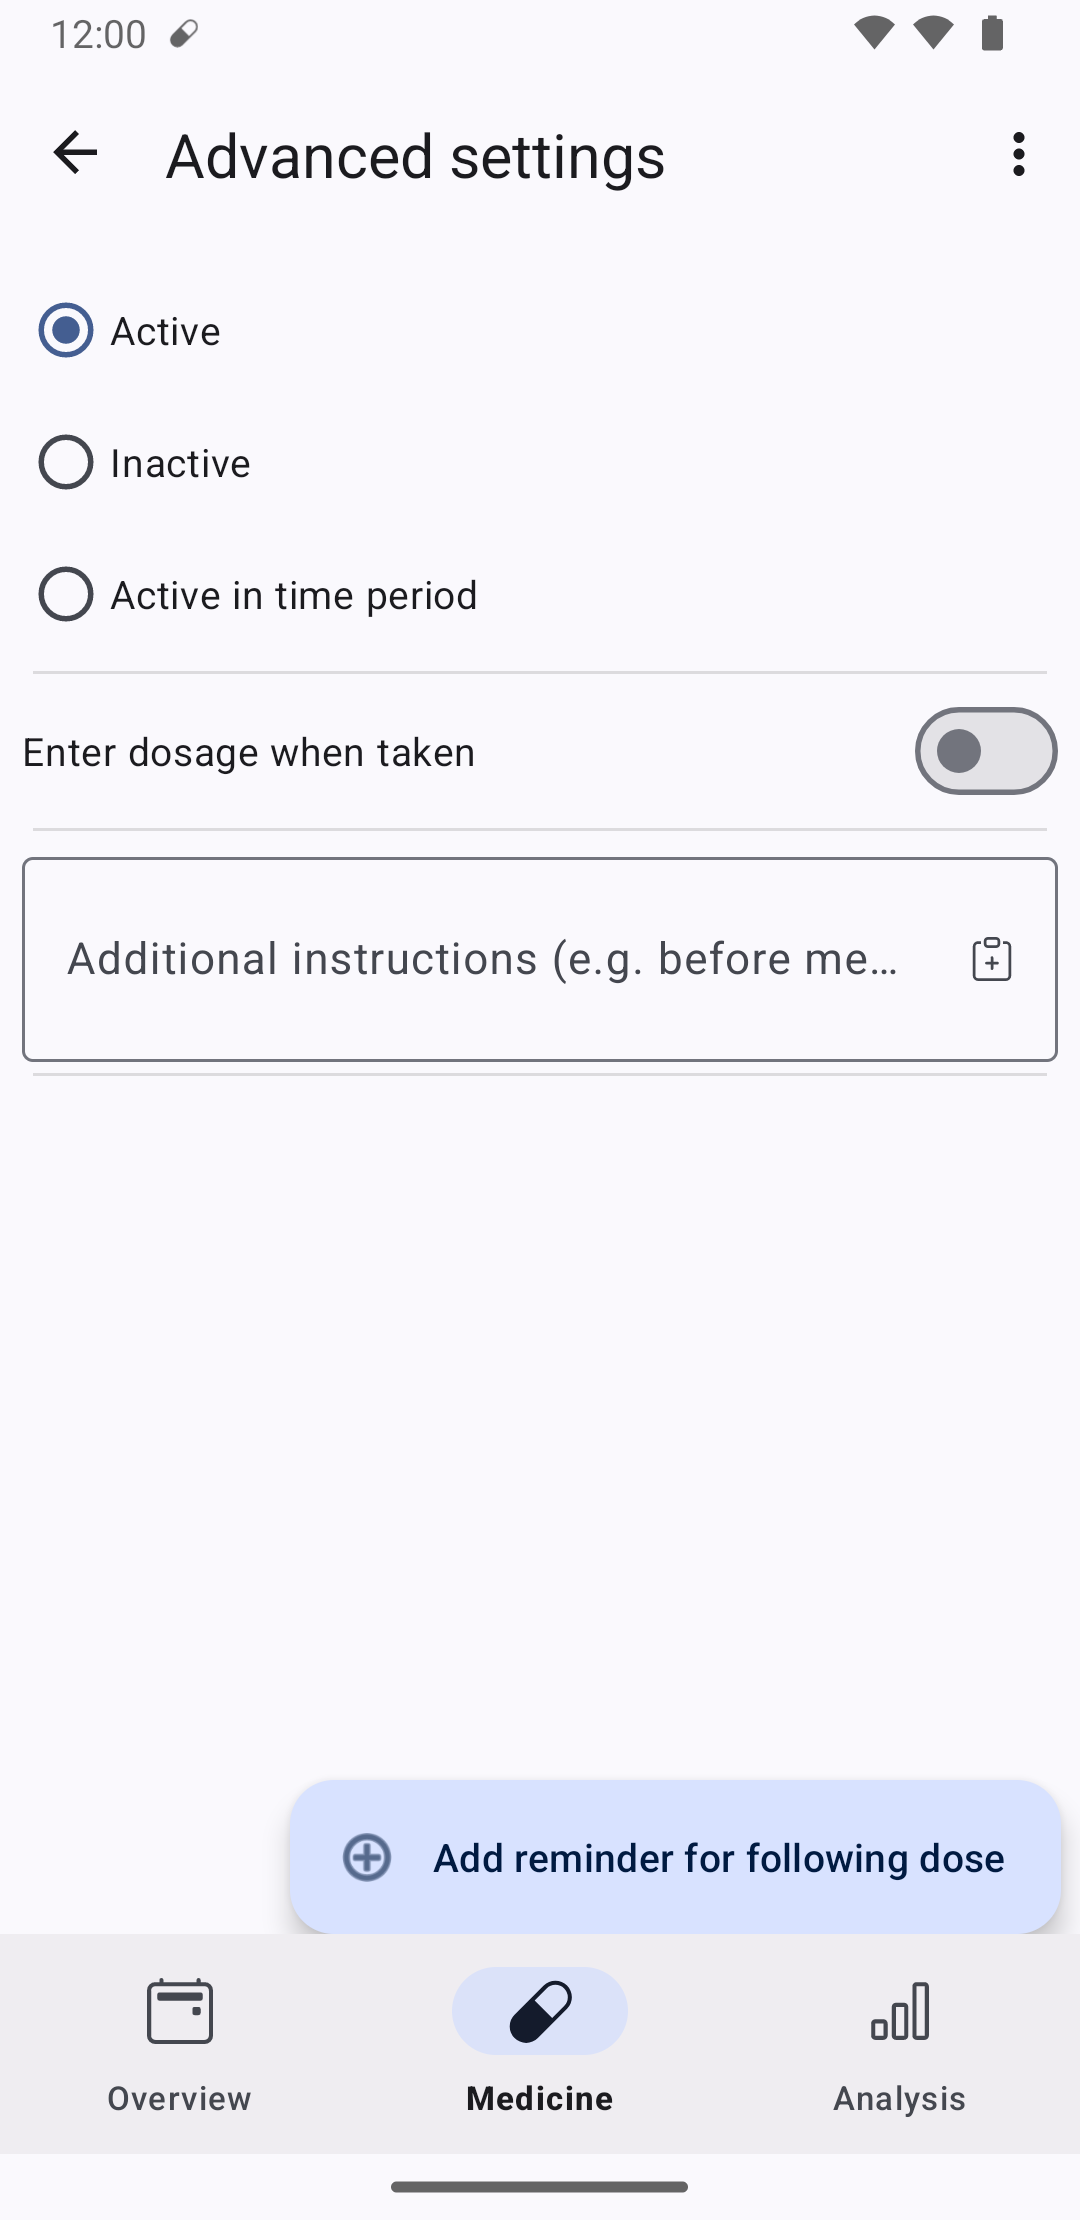 12:00
Advanced settings
Active
Inactive
Active in time period
Enter dosage when taken
Additional instructions (e.g. before me…
Add reminder for following dose
Overview
Medicine
Analysis